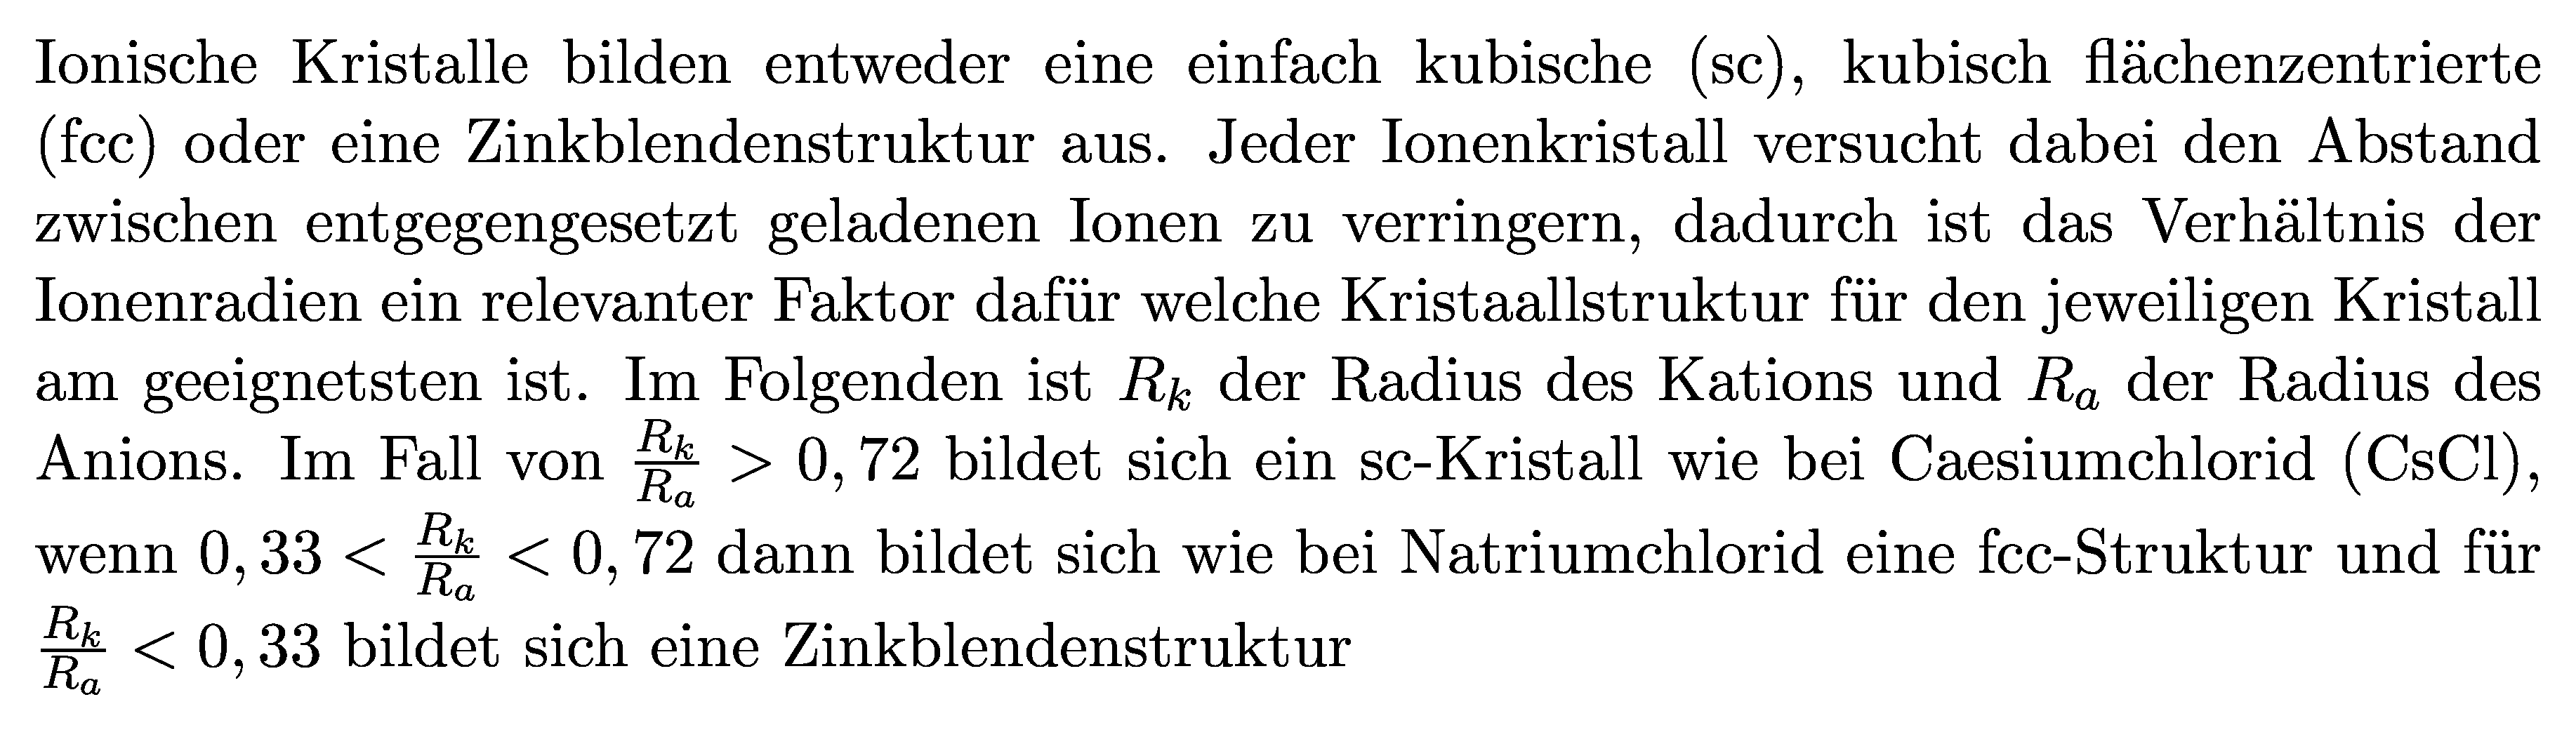 Ionische Kristalle bilden entweder eine einfach kubische (sc), kubisch flächenzentrierte
(fcc) oder eine Zinkblendenstruktur aus. Jeder Ionenkristall versucht dabei den Abstand
zwischen entgegengesetzt geladenen Ionen zu verringern, dadurch ist das Verhältnis der
Ionenradien ein relevanter Faktor dafür welche Kristaallstruktur für den jeweiligen Kristall
am geeignetsten ist. Im Folgenden ist $R_k$ der Radius des Kations und $R_a$ der Radius des
Anions. Im Fall von $\frac{R_k}{R_a} > 0,72$ bildet sich ein sc-Kristall wie bei Caesiumchlorid (CsCl),
wenn $0,33 < \frac{R_k}{R_a} < 0,72$ dann bildet sich wie bei Natriumchlorid eine fcc-Struktur und für
$\frac{R_k}{R_a} < 0,33$ bildet sich eine Zinkblendenstruktur